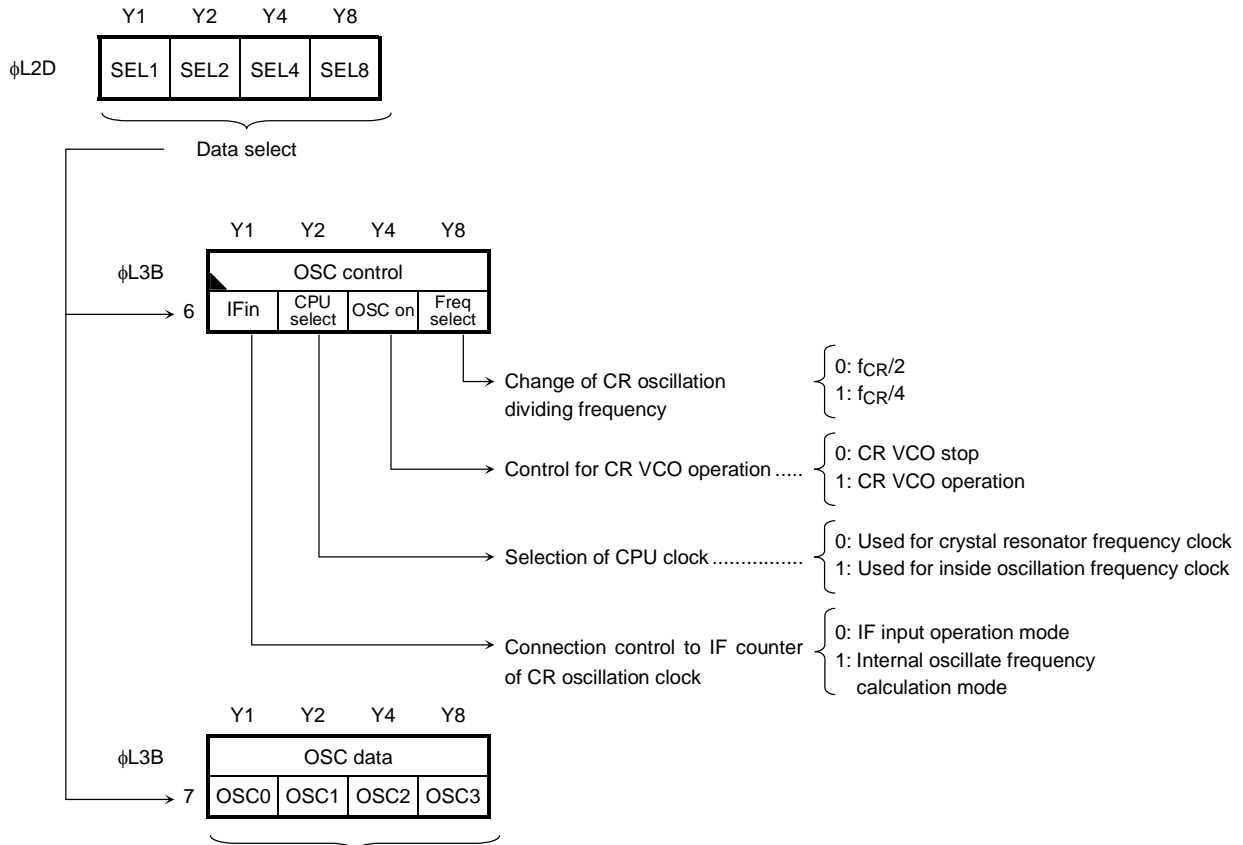 Y1 Y2 Y4 Y8
ϕL2D SEL1 SEL2 SEL4 SEL8
Data select
Y1 Y2 Y4 Y8
ϕL3B OSC control
6 IFin CPU select OSC on Freq select
Change of CR oscillation
dividing frequency
0: fCR/2
1: fCR/4
Control for CR VCO operation .....
0: CR VCO stop
1: CR VCO operation
Selection of CPU clock ................
0: Used for crystal resonator frequency clock
1: Used for inside oscillation frequency clock
Connection control to IF counter
of CR oscillation clock
0: IF input operation mode
1: Internal oscillate frequency
calculation mode
Y1 Y2 Y4 Y8
ϕL3B OSC data
7 OSC0 OSC1 OSC2 OSC3